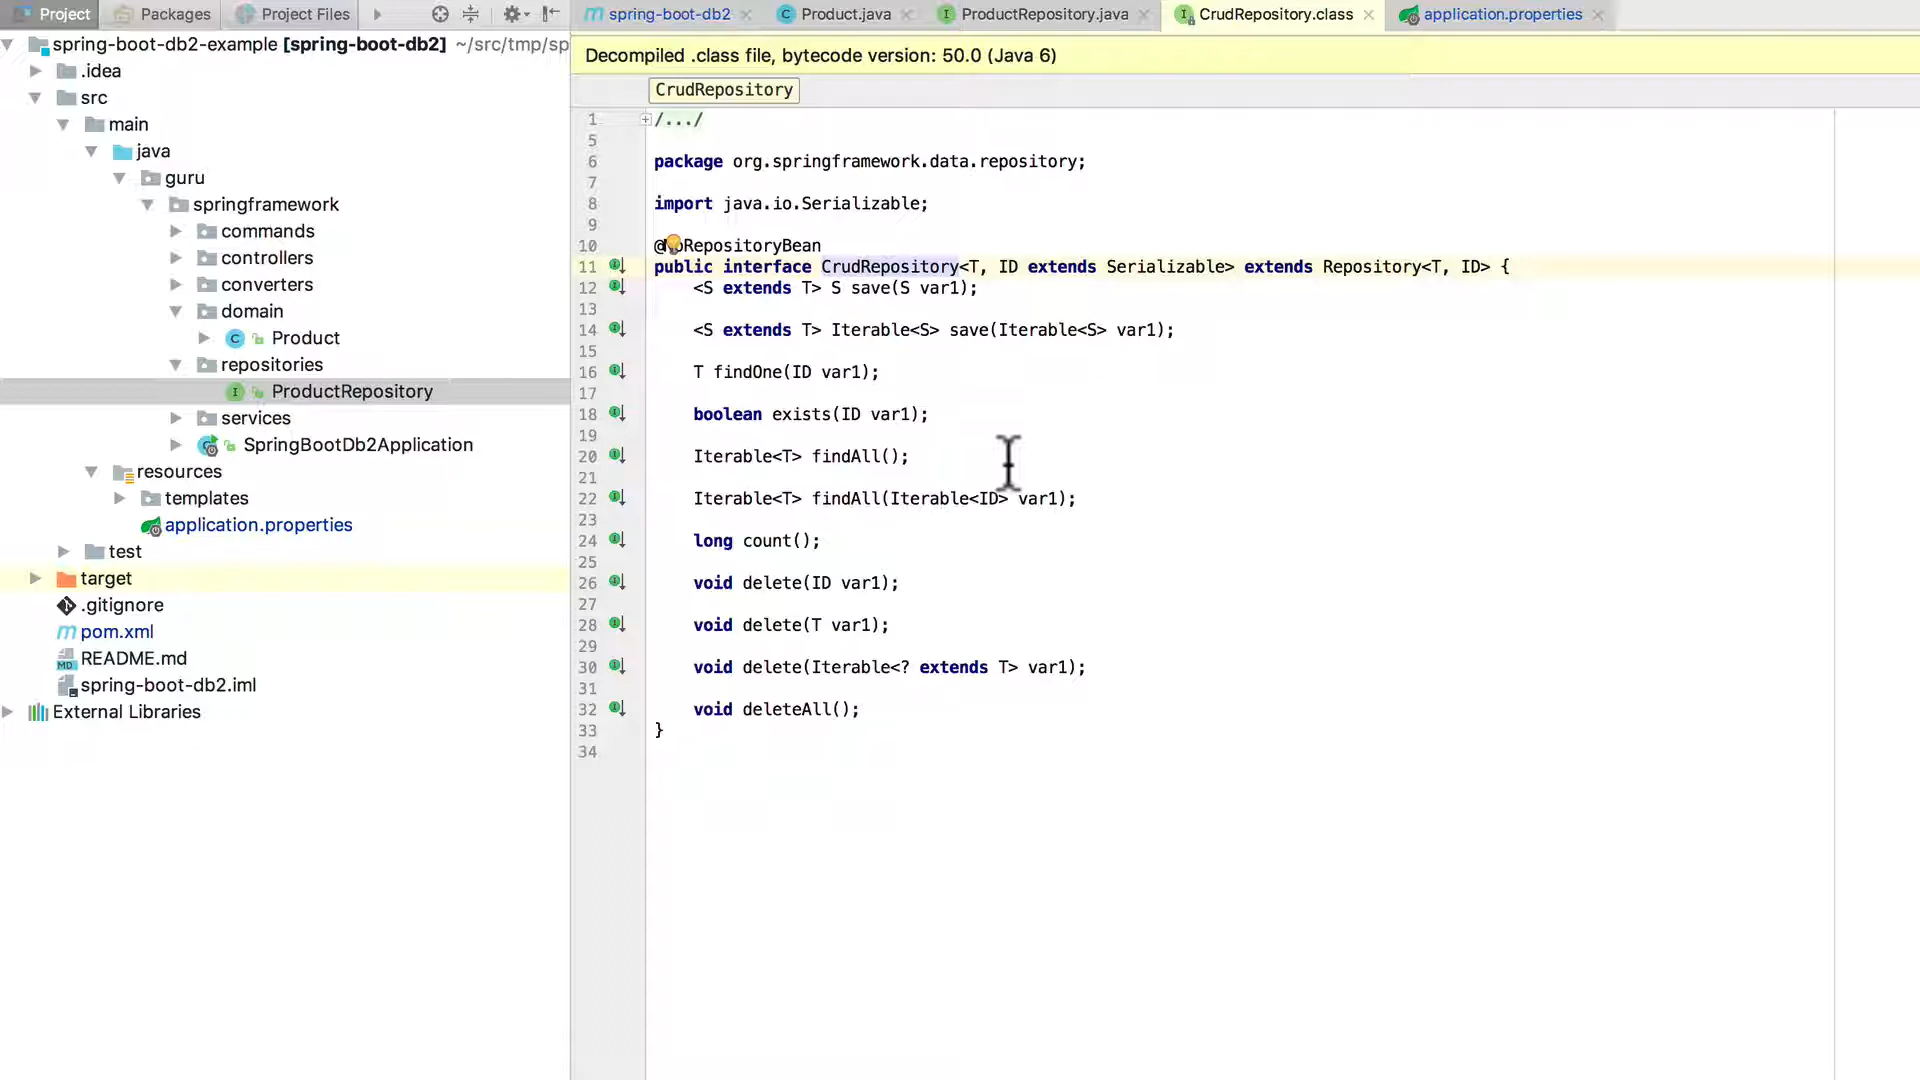 Project Packages Project Files
spring-boot-db2 Product.java ProductRepository.java CrudRepository.class application.properties
spring-boot-db2-example [spring-boot-db2] ~/src/tmp/sp
.idea
src
main
java
guru
springframework
commands
controllers
converters
domain
Product
repositories
ProductRepository
services
SpringBootDb2Application
resources
templates
application.properties
test
target
.gitignore
pom.xml
README.md
spring-boot-db2.iml
External Libraries
Decompiled .class file, bytecode version: 50.0 (Java 6)
CrudRepository
1 /.../
5
6 package org.springframework.data.repository;
7
8 import java.io.Serializable;
9
10 @NoRepositoryBean
11 public interface CrudRepository<T, ID extends Serializable> extends Repository<T, ID> {
12 <S extends T> S save(S var1);
13
14 <S extends T> Iterable<S> save(Iterable<S> var1);
15
16 T findOne(ID var1);
17
18 boolean exists(ID var1);
19
20 Iterable<T> findAll();
21
22 Iterable<T> findAll(Iterable<ID> var1);
23
24 long count();
25
26 void delete(ID var1);
27
28 void delete(T var1);
29
30 void delete(Iterable<? extends T> var1);
31
32 void deleteAll();
33 }
34